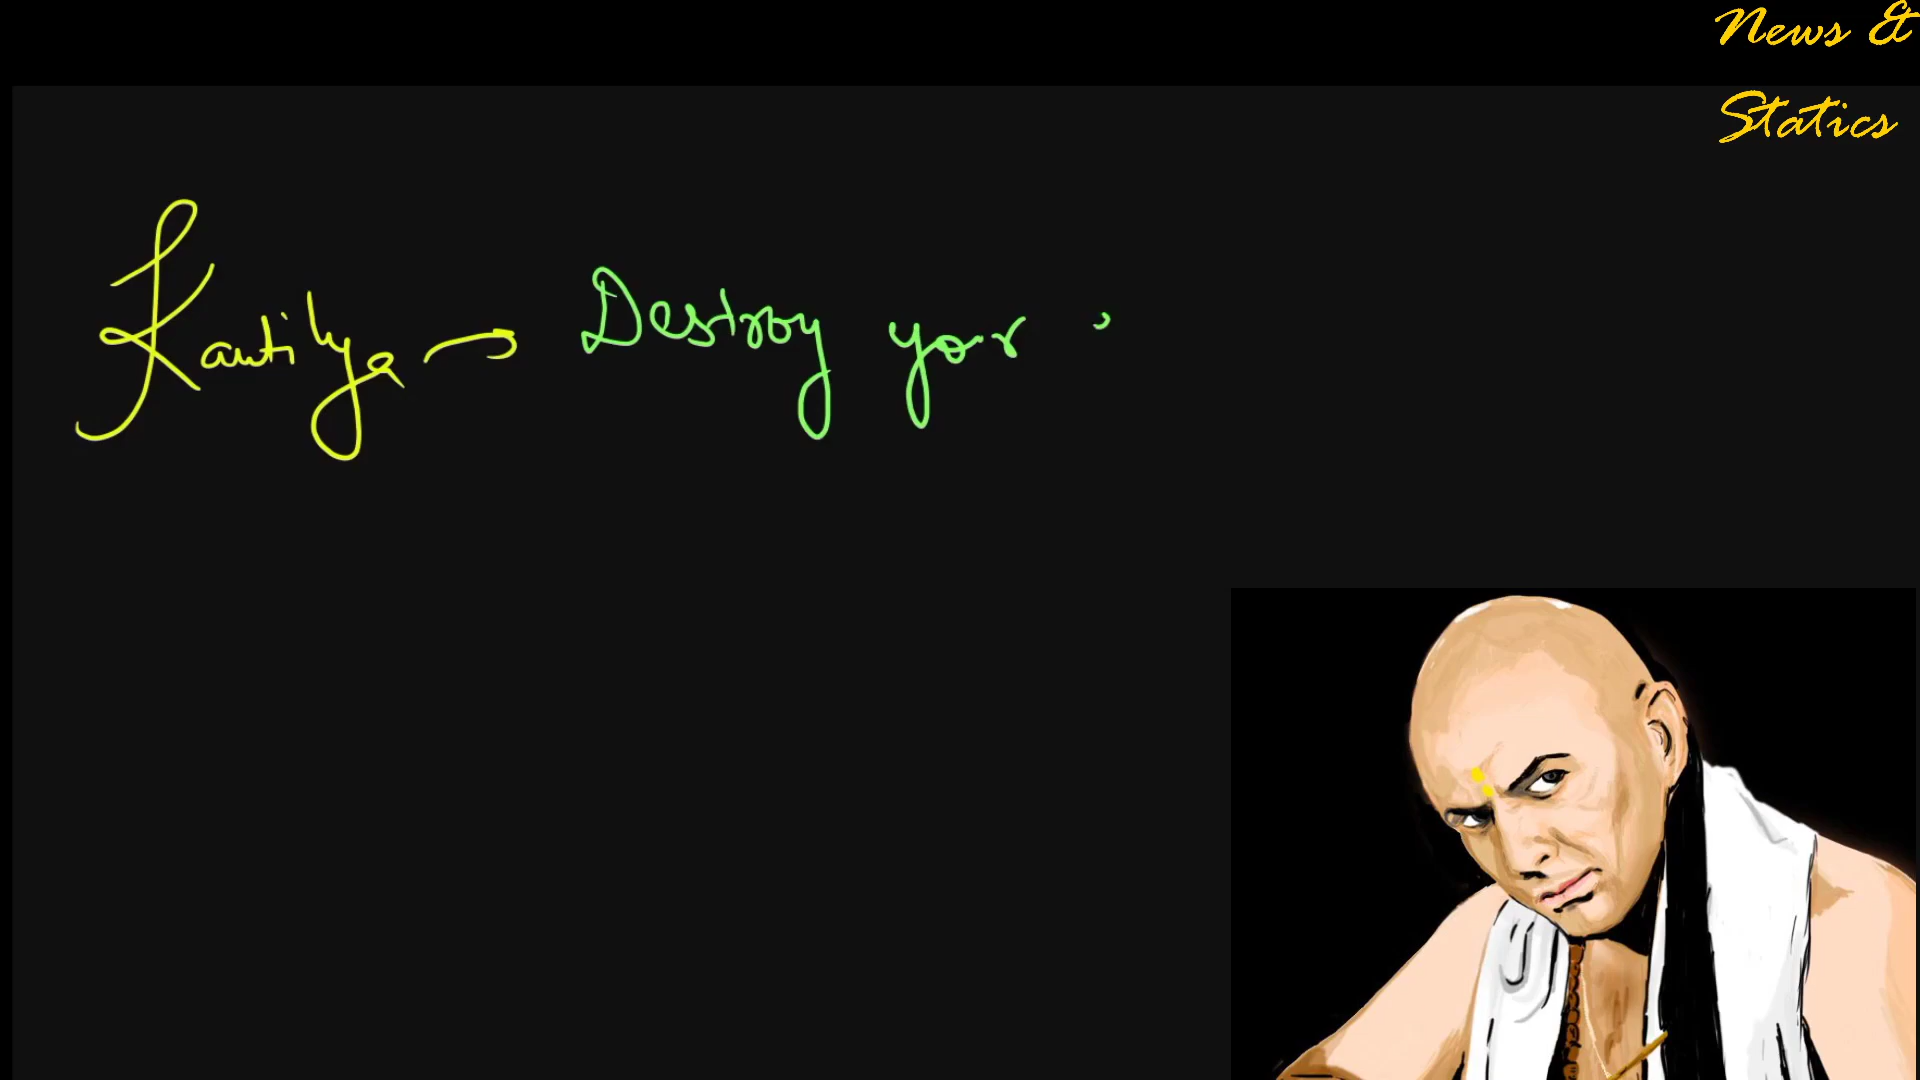 News &
Statics
Kautilya → Destroy your